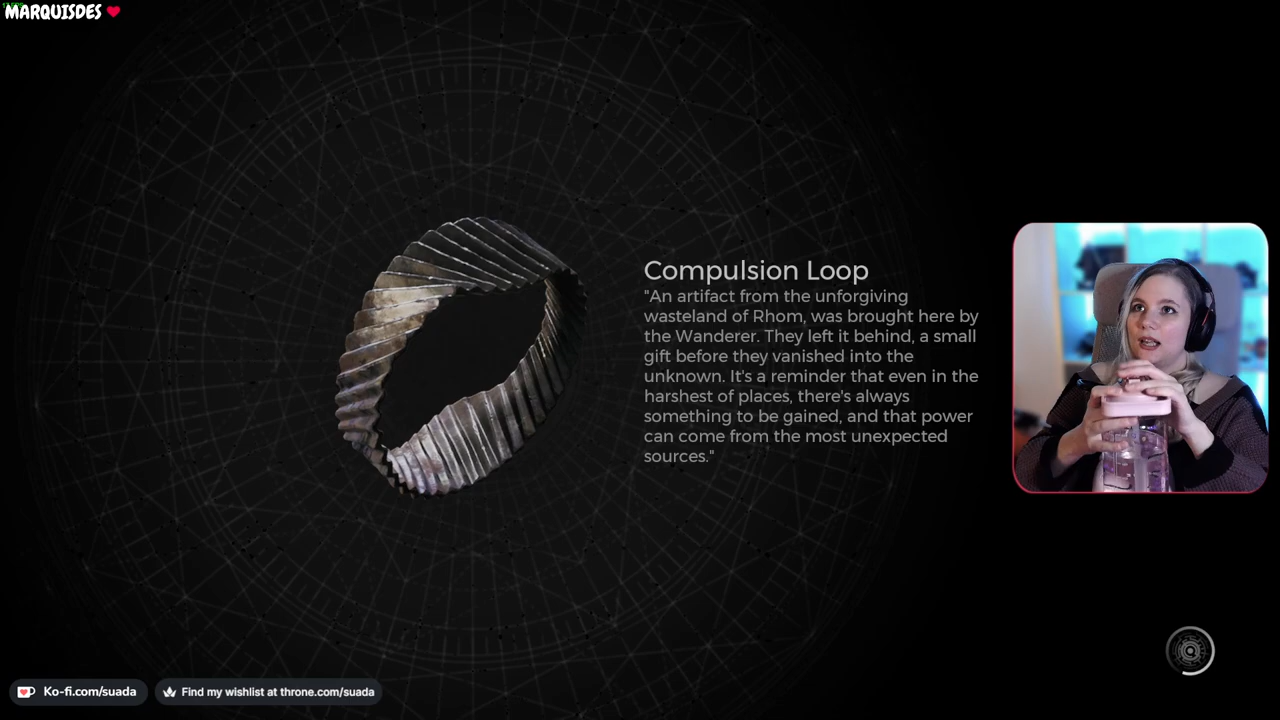 MARQUISDES
Compulsion Loop
"An artifact from the unforgiving
wasteland of Rhom, was brought here by
the Wanderer. They left it behind, a small
gift before they vanished into the
unknown. It's a reminder that even in the
harshest of places, there's always
something to be gained, and that power
can come from the most unexpected
sources."
Ko-fi.com/suada
Find my wishlist at throne.com/suada